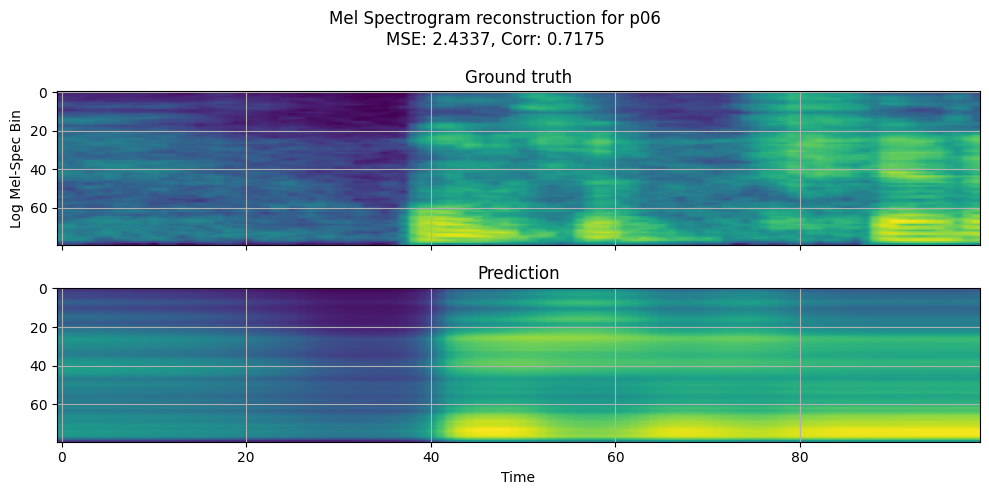 Mel Spectrogram reconstruction for p06
MSE: 2.4337, Corr: 0.7175
Ground truth
0
20
40
60
Log Mel-Spec Bin
Prediction
0
20
40
60
0 20 40 60 80
Time